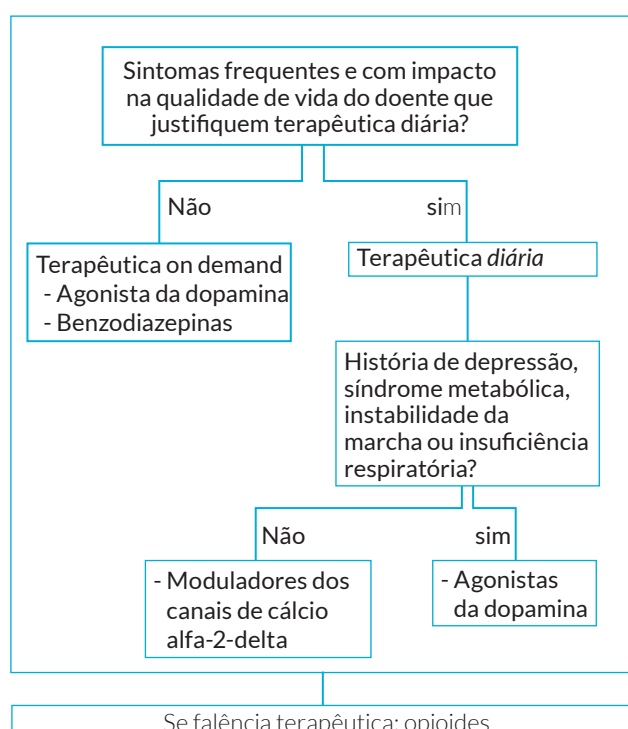 Sintomas frequentes e com impacto
na qualidade de vida do doente que
justifiquem terapêutica diária?
Não
sim
Terapêutica on demand
- Agonista da dopamina
- Benzodiazepinas
Terapêutica diária
História de depressão,
síndrome metabólica,
instabilidade da
marcha ou insuficiência
respiratória?
Não
sim
- Moduladores dos
canais de cálcio
alfa-2-delta
- Agonistas
da dopamina
Se falência terapêutica: opioides